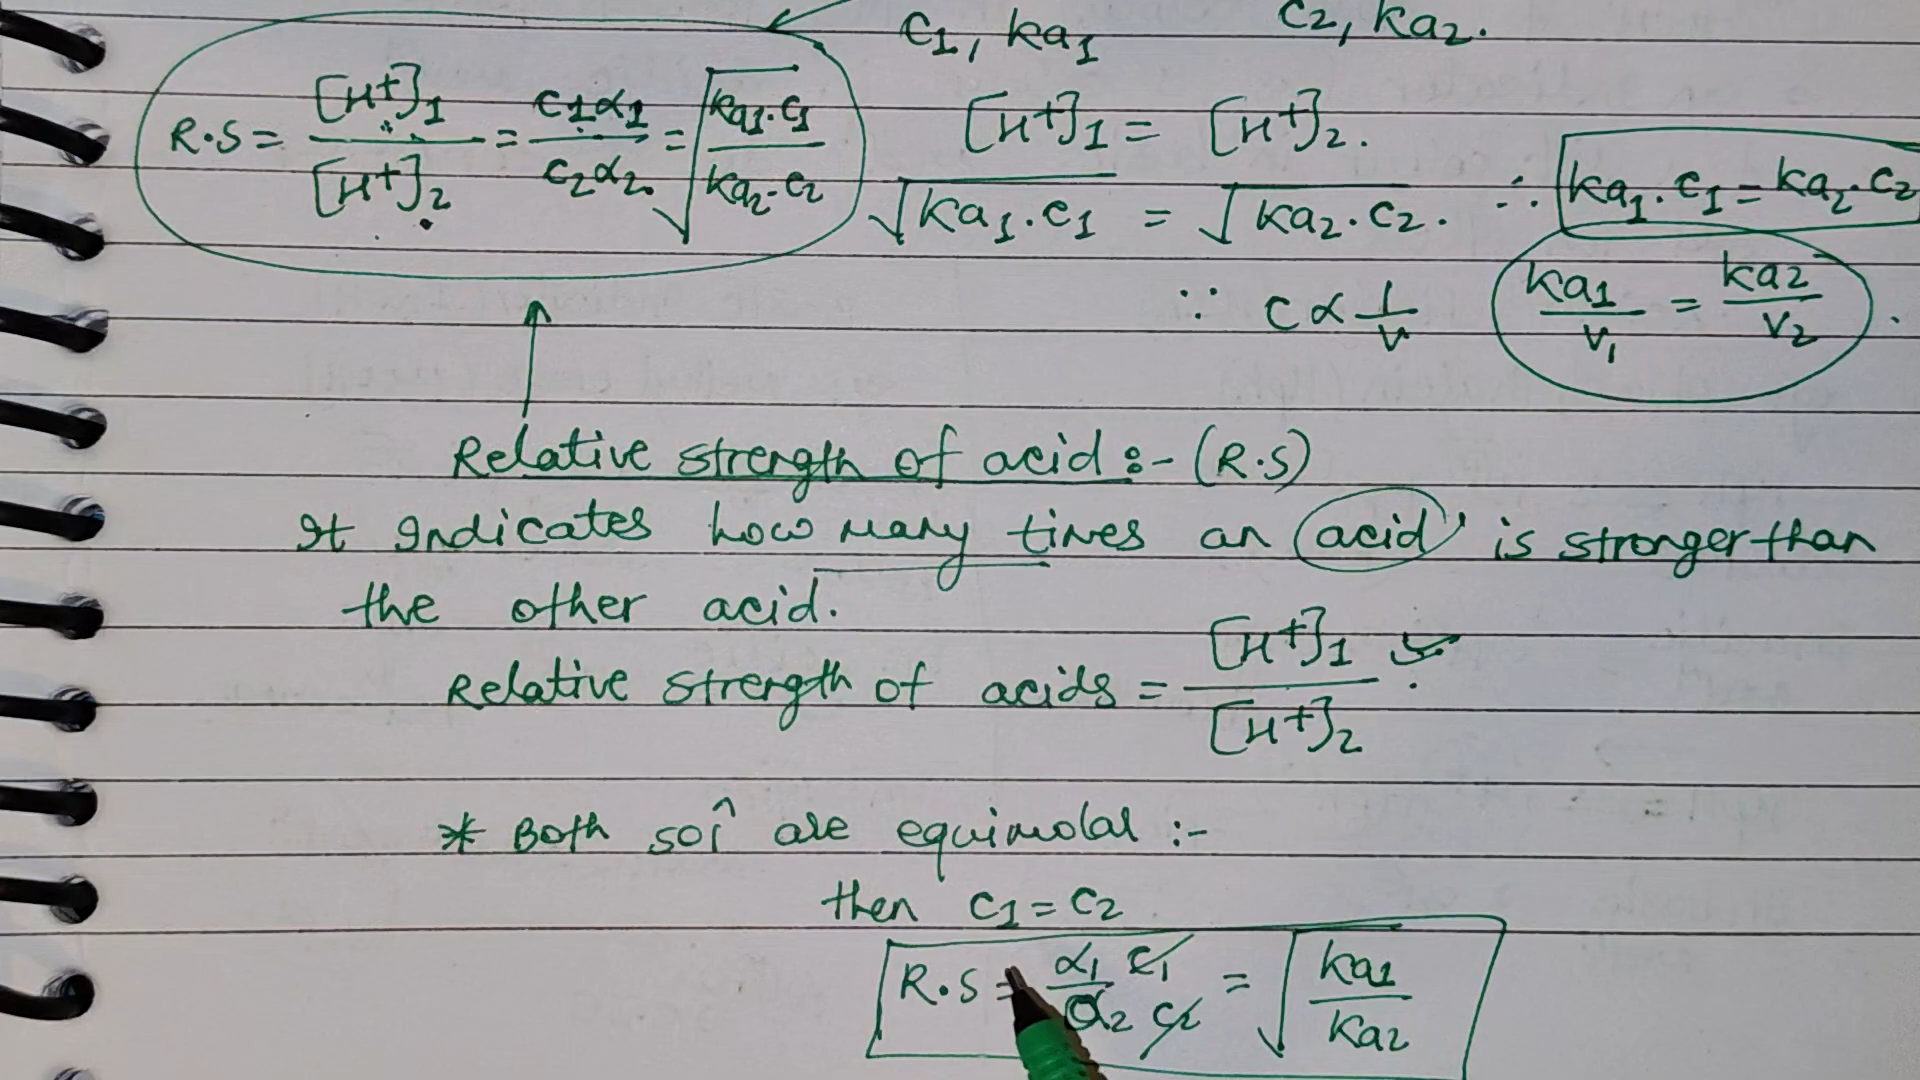 c1, ka1 c2, ka2.
R.S = [H+]1 / [H+]2 = c1α1 / c2α2. = √(ka1.c1 / ka2.c2)
[H+]1 = [H+]2.
√ka1.c1 = √ka2.c2. ∴ ka1.c1 = ka2.c2
∵ c ∝ 1/v ka1/v1 = ka2/v2 .
Relative strength of acid :- (R.S)
It Indicates how many times an acid' is stronger than
the other acid.
Relative strength of acids = [H+]1 / [H+]2
* Both sol^n are equimolar :-
then c1 = c2
R.S = α1 c1 / α2 c2 = √(ka1 / ka2)